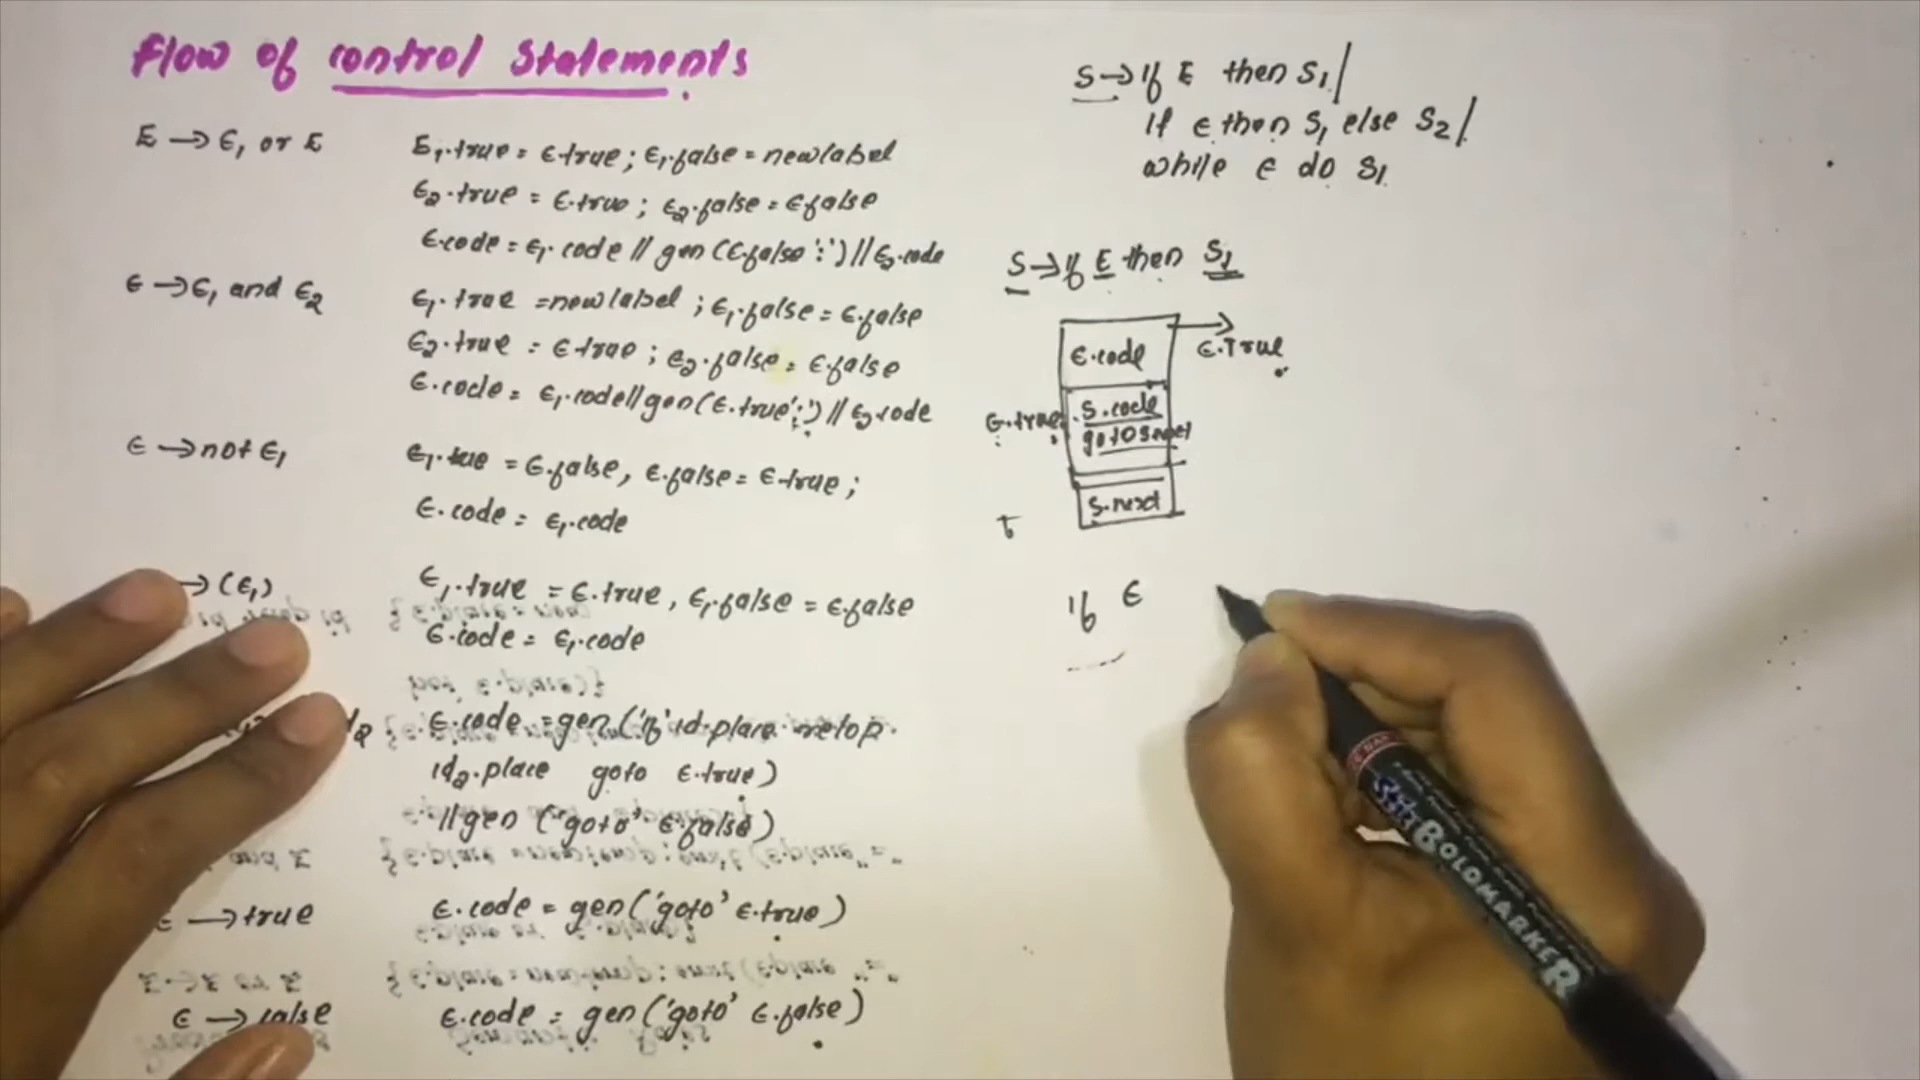 Flow of control Statements
E → E1 or E
E1.true = E.true; E1.false = newlabel
E2.true = E.true; E2.false = E.false
E.code = E1.code // gen(E.false ':') // E2.code
E → E1 and E2
E1.true = newlabel; E1.false = E.false
E2.true = E.true; E2.false = E.false
E.code = E1.code // gen(E.true ':') // E2.code
E → not E1
E1.true = E.false, E.false = E.true;
E.code = E1.code
→ (E1)
E1.true = E.true, E1.false = E.false
E.code = E1.code
E.code = gen('if' id.place relop.
id2.place goto E.true)
// gen ('goto' E.false)
E → true
E.code = gen('goto' E.true)
E → false
E.code = gen('goto' E.false)
S → If E then S1 /
If E then S1 else S2 /
while E do S1
S → If E then S1
E.code
E.True
E.true.
S.code
goto S.next
S.next
If E
BOLOMARKER